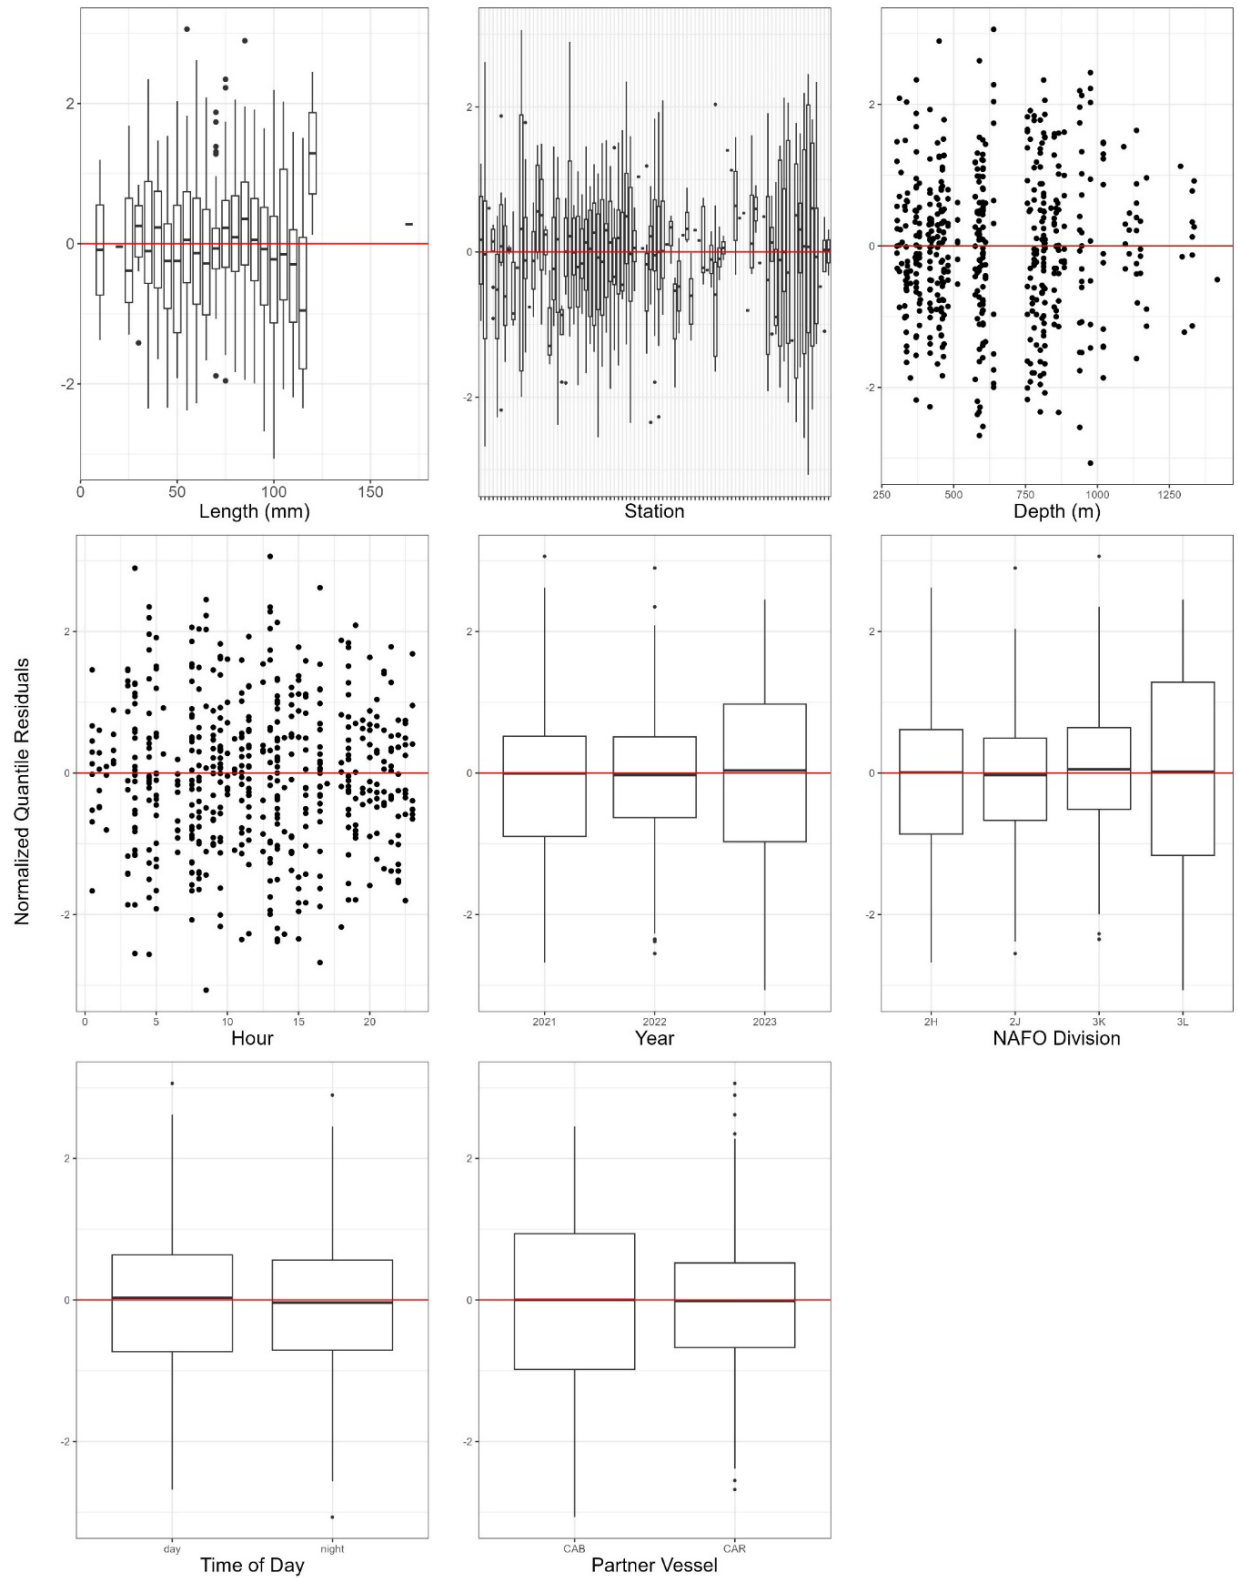 2
0
-2
0
50
100
150
Length (mm)
2
0
-2
Station
2
0
-2
250
500
750
1000
1250
Depth (m)
Normalized Quantile Residuals
2
0
-2
0
5
10
15
20
Hour
2
0
-2
2021
2022
2023
Year
2
0
-2
2H
2J
3K
3L
NAFO Division
2
0
-2
day
night
Time of Day
2
0
-2
CAB
CAR
Partner Vessel